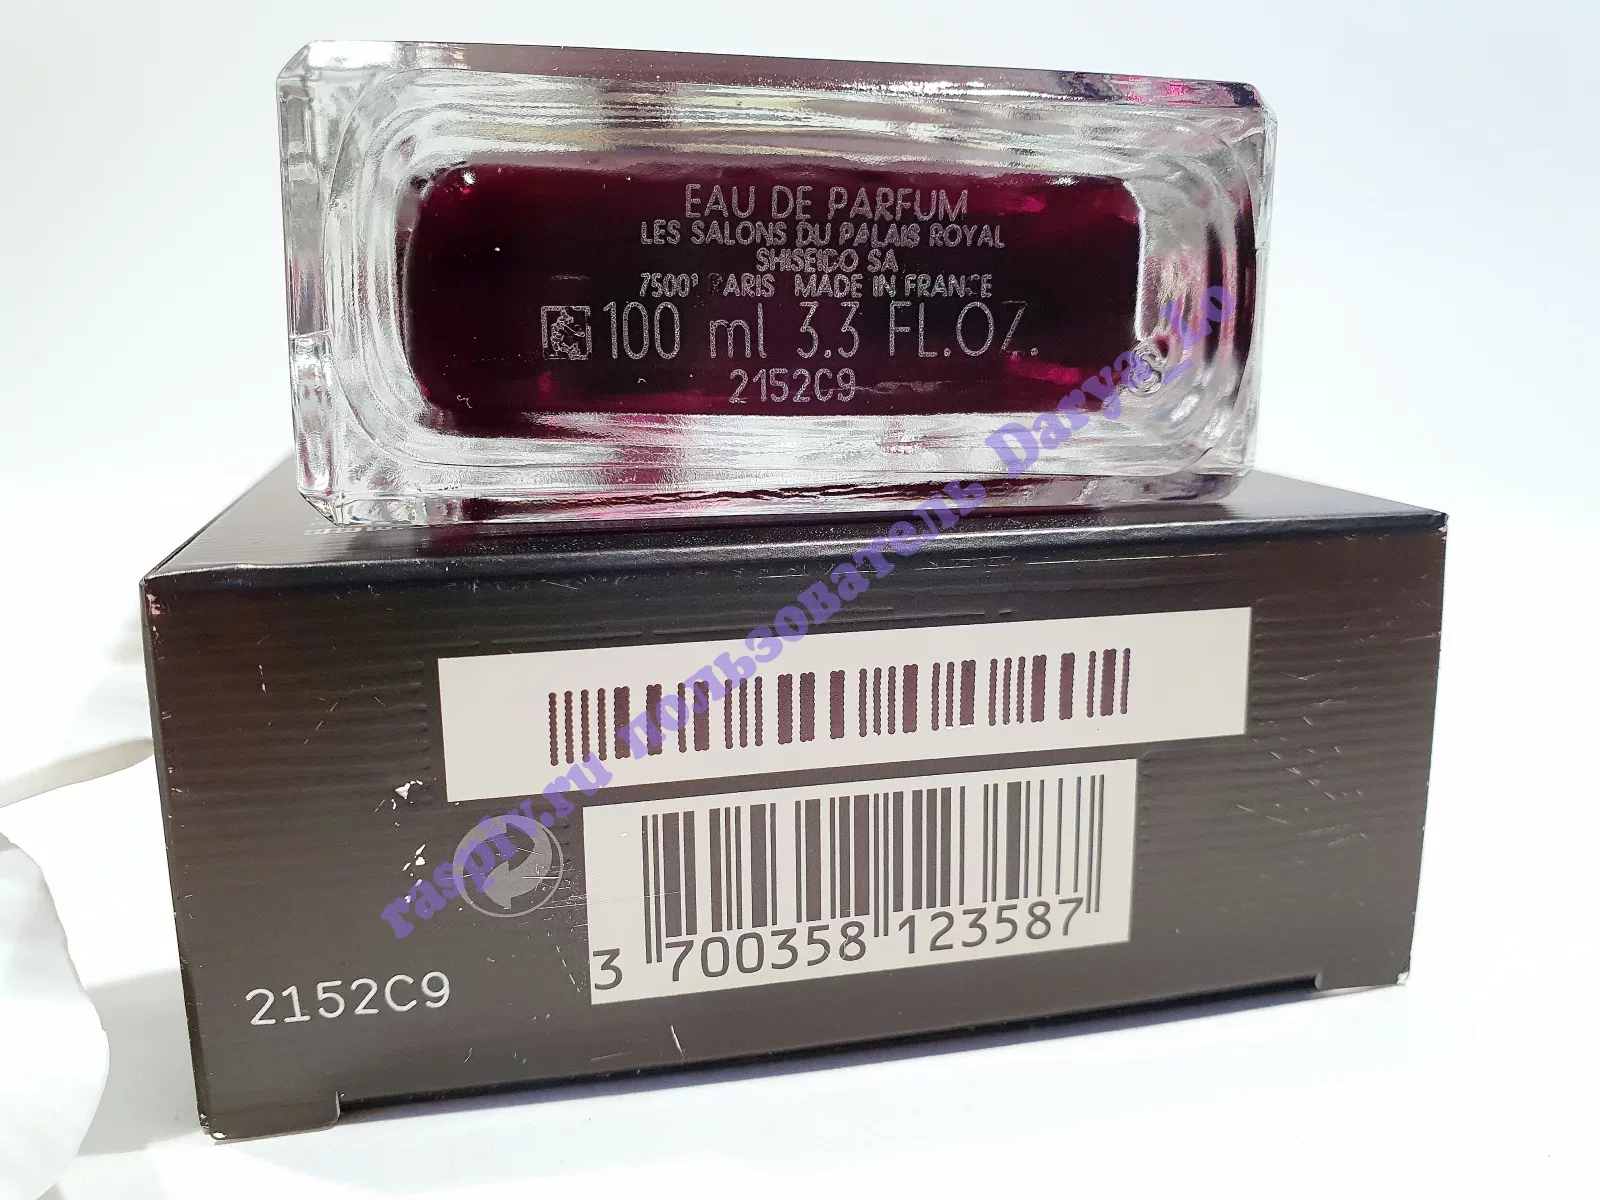 EAU DE PARFUM
LES SALONS DU PALAIS ROYAL
SHISEIDO SA
75001 PARIS MADE IN FRANCE
100 ml 3.3 FL.OZ.
2152C9
raspiv.ru пользователь Darya_Lo
3 700358 123587
2152C9